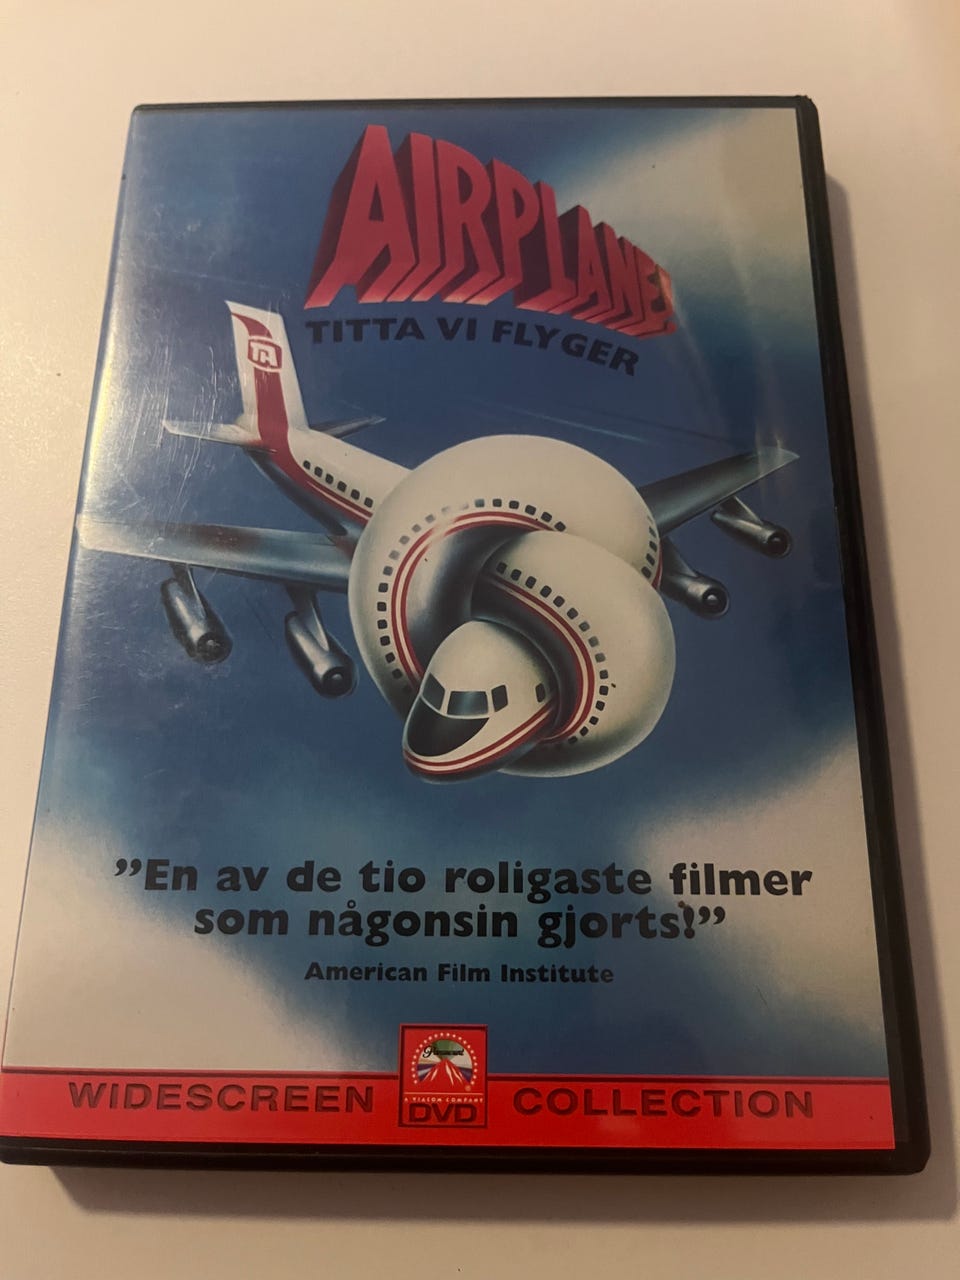 AIRPLANE!
TITTA VI FLYGER
TA
”En av de tio roligaste filmer
som någonsin gjorts!”
American Film Institute
Paramount
A VIACOM COMPANY
WIDESCREEN DVD COLLECTION